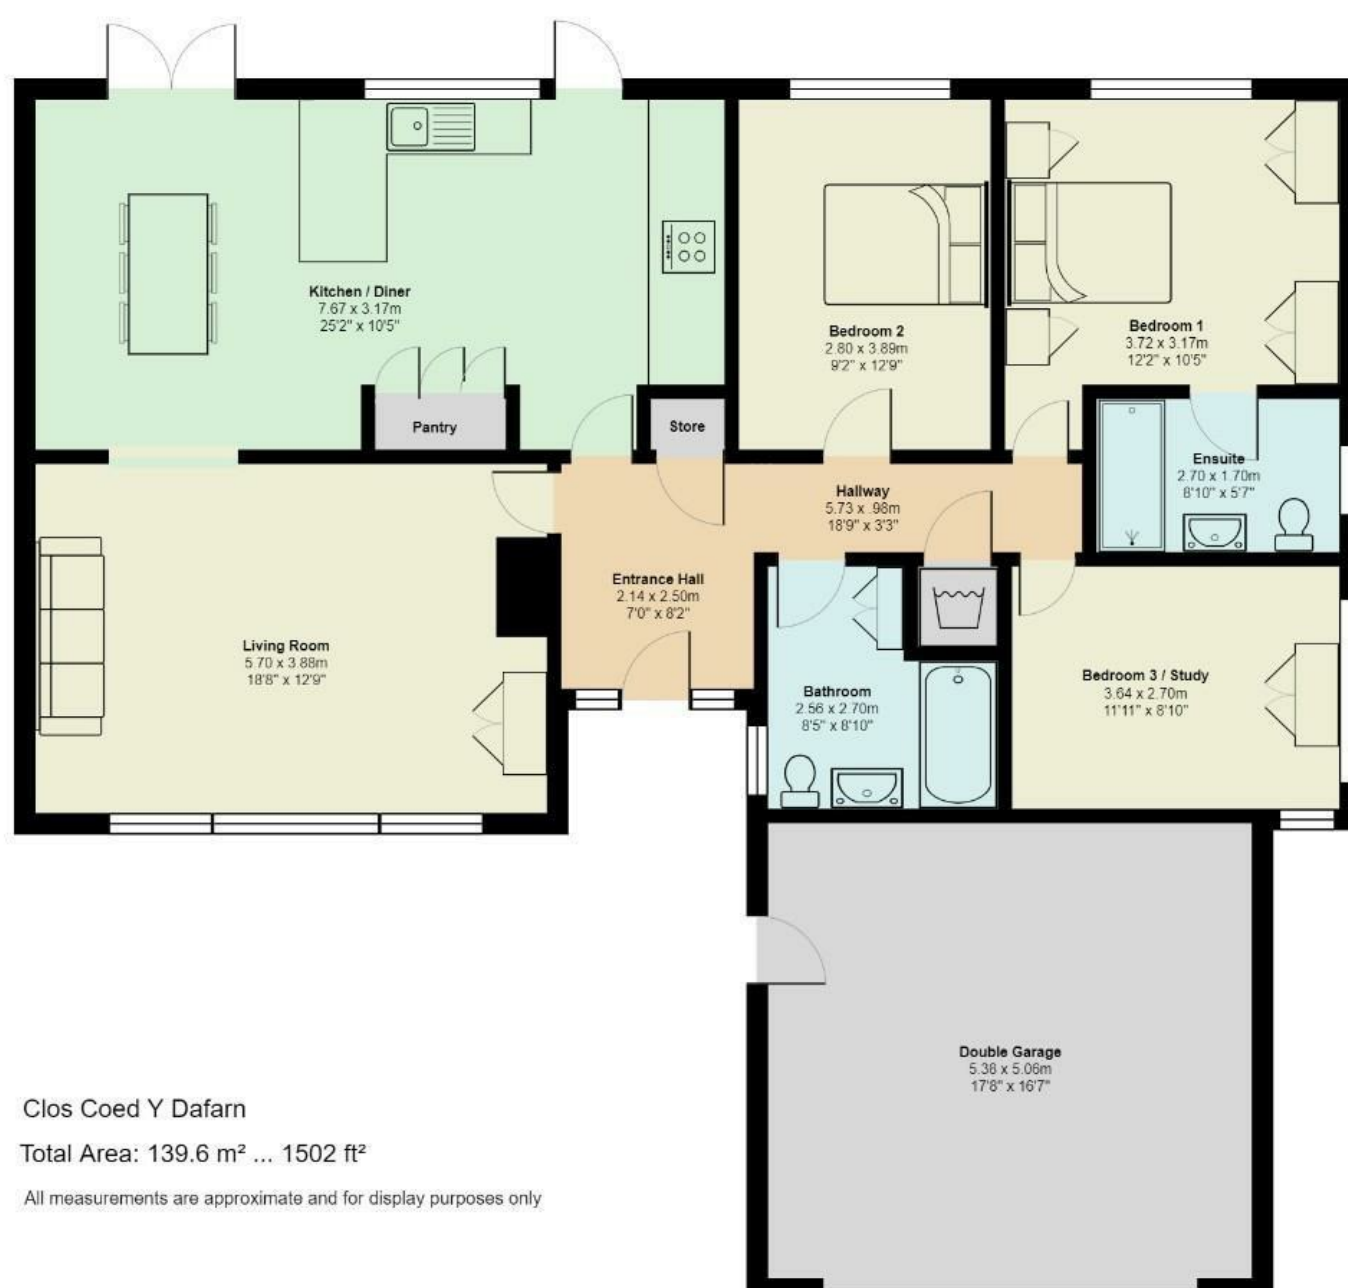 Kitchen / Diner
7.67 x 3.17m
25'2" x 10'5"
Bedroom 2
2.80 x 3.89m
9'2" x 12'9"
Bedroom 1
3.72 x 3.17m
12'2" x 10'5"
Pantry
Store
Ensuite
2.70 x 1.70m
8'10" x 5'7"
Hallway
5.73 x .98m
18'9" x 3'3"
Entrance Hall
2.14 x 2.50m
7'0" x 8'2"
Living Room
5.70 x 3.88m
18'8" x 12'9"
Bathroom
2.56 x 2.70m
8'5" x 8'10"
Bedroom 3 / Study
3.64 x 2.70m
11'11" x 8'10"
Double Garage
5.38 x 5.06m
17'8" x 16'7"
Clos Coed Y Dafarn
Total Area: 139.6 m² ... 1502 ft²
All measurements are approximate and for display purposes only